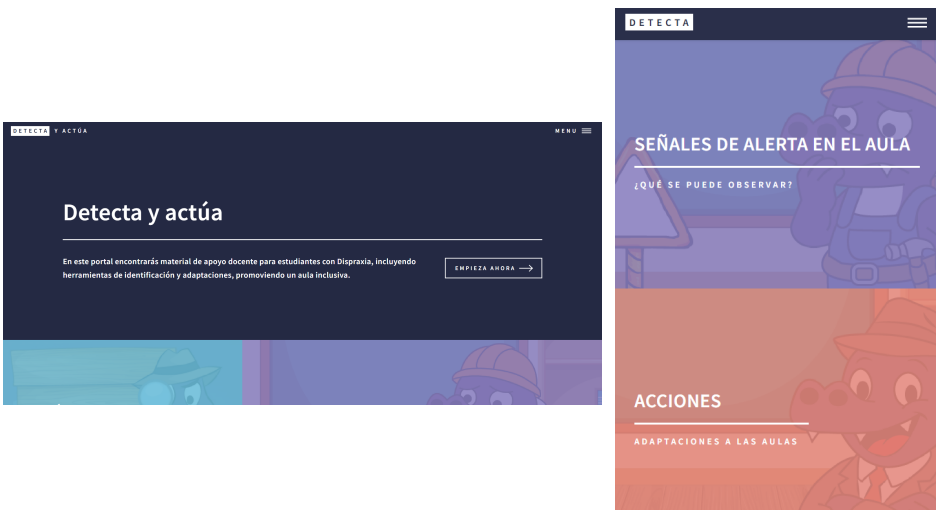 DETECTA Y ACTÚA
MENU
Detecta y actúa
En este portal encontrarás material de apoyo docente para estudiantes con Dispraxia, incluyendo
herramientas de identificación y adaptaciones, promoviendo un aula inclusiva.
EMPIEZA AHORA
DETECTA
SEÑALES DE ALERTA EN EL AULA
¿QUÉ SE PUEDE OBSERVAR?
ACCIONES
ADAPTACIONES A LAS AULAS